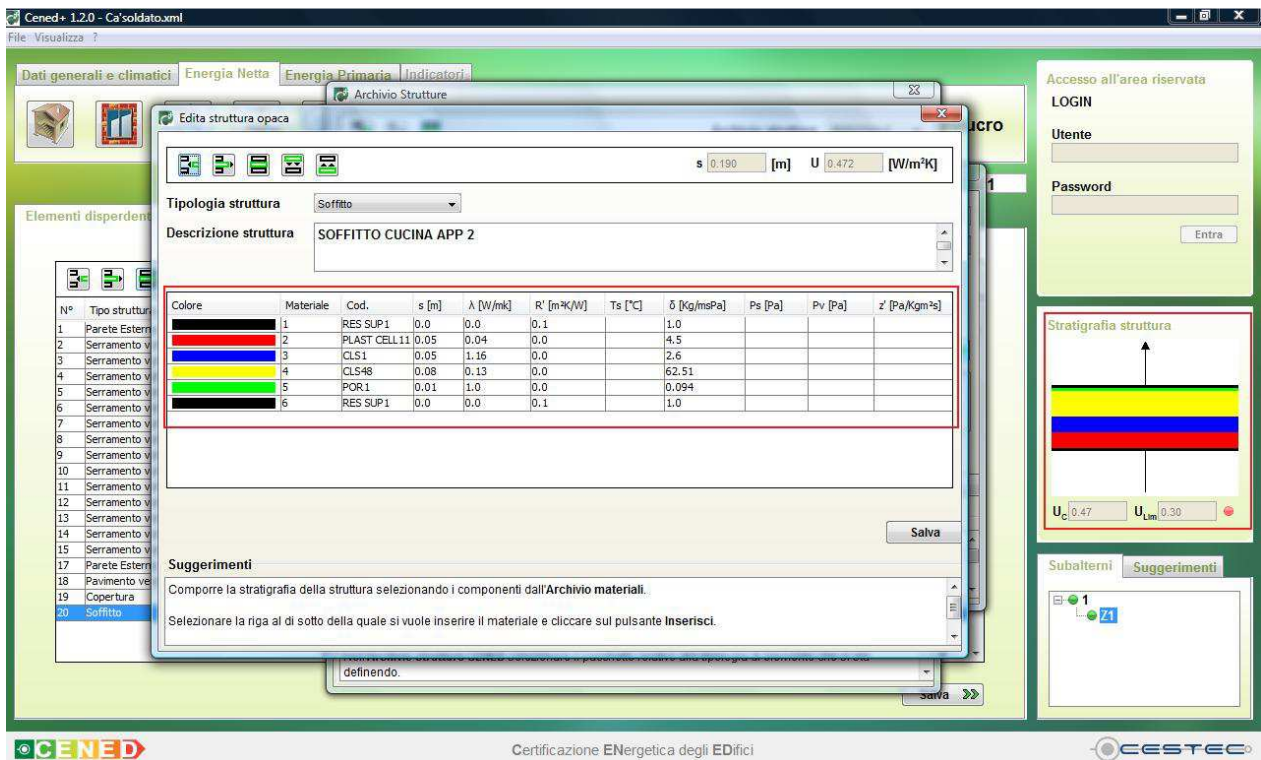 Cened+ 1.2.0 - Ca'soldato.xml
File Visualizza ?
Dati generali e climatici Energia Netta Energia Primaria Indicatori
Archivio Strutture
Edita struttura opaca
ucro
s 0.190 [m] U 0.472 [W/m²K]
1
Tipologia struttura Soffitto
Elementi disperdent
Descrizione struttura SOFFITTO CUCINA APP 2
Colore Materiale Cod. s [m] λ [W/mk] R' [m²K/W] Ts [°C] δ [Kg/msPa] Ps [Pa] Pv [Pa] z' [Pa/Kgm²s]
1 RES SUP1 0.0 0.0 0.1 1.0
2 PLAST CELL11 0.05 0.04 0.0 4.5
3 CLS1 0.05 1.16 0.0 2.6
4 CLS48 0.08 0.13 0.0 62.51
5 POR1 0.01 1.0 0.0 0.094
6 RES SUP1 0.0 0.0 0.1 1.0
Salva
Suggerimenti
Comporre la stratigrafia della struttura selezionando i componenti dall'Archivio materiali.
Selezionare la riga al di sotto della quale si vuole inserire il materiale e cliccare sul pulsante Inserisci.
N° Tipo struttur
1 Parete Estern
2 Serramento v
3 Serramento v
4 Serramento v
5 Serramento v
6 Serramento v
7 Serramento v
8 Serramento v
9 Serramento v
10 Serramento v
11 Serramento v
12 Serramento v
13 Serramento v
14 Serramento v
15 Serramento v
17 Parete Estern
18 Pavimento ve
19 Copertura
20 Soffitto
definendo.
Salva
Accesso all'area riservata
LOGIN
Utente
Password
Entra
Stratigrafia struttura
Uc 0.47 ULim 0.30
Subalterni Suggerimenti
1
Z1
CENED
Certificazione ENergetica degli EDifici
CESTEC